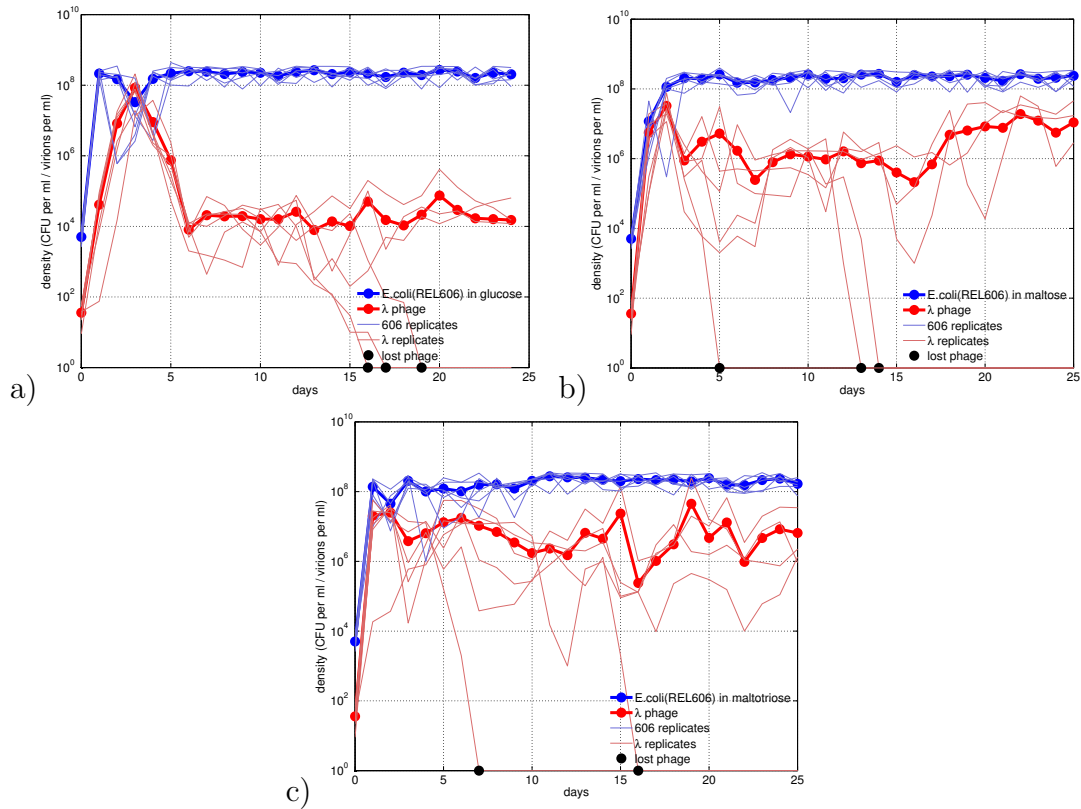 10^10
10^8
10^6
10^4
10^2
10^0
density (CFU per ml / virions per ml)
0 5 10 15 20 25
days
E.coli(REL606) in glucose
λ phage
606 replicates
λ replicates
lost phage
a)
10^10
10^8
10^6
10^4
10^2
10^0
density (CFU per ml / virions per ml)
0 5 10 15 20 25
days
E.coli(REL606) in maltose
λ phage
606 replicates
λ replicates
lost phage
b)
10^10
10^8
10^6
10^4
10^2
10^0
density (CFU per ml / virions per ml)
0 5 10 15 20 25
days
E.coli(REL606) in maltotriose
λ phage
606 replicates
λ replicates
lost phage
c)